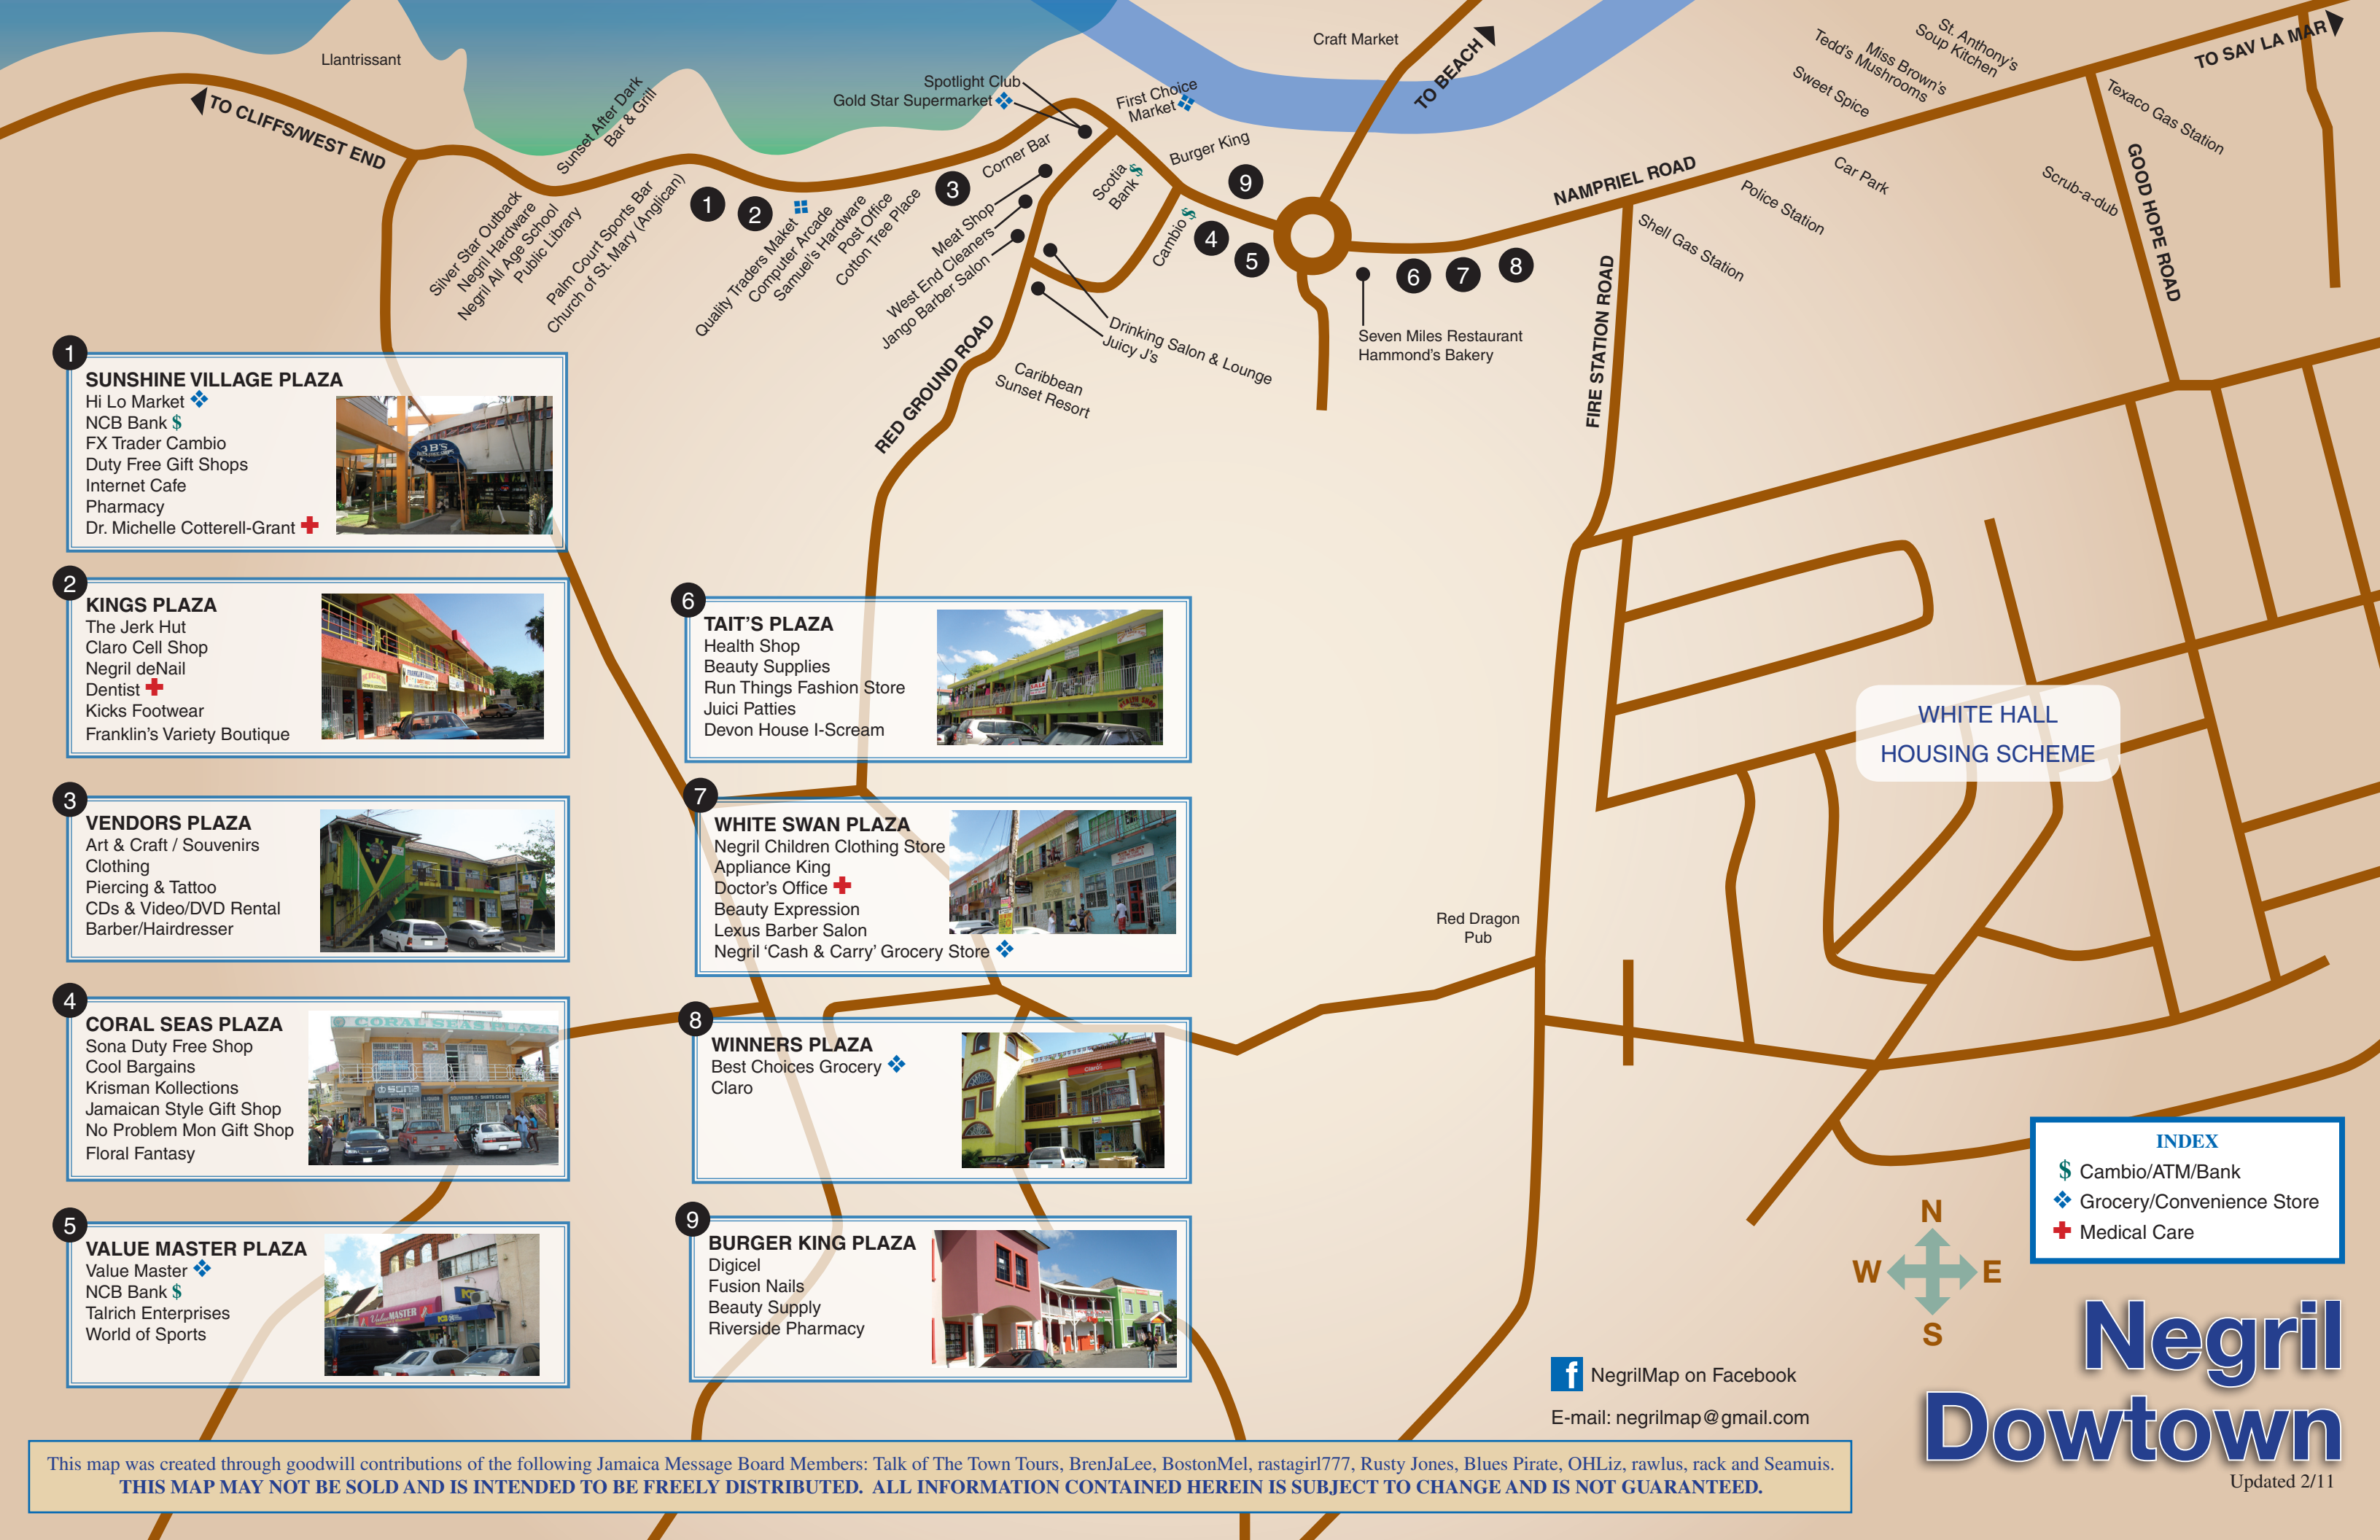 Llantrissant
TO CLIFFS/WEST END
Sunset After Dark
Bar & Grill
Spotlight Club
Gold Star Supermarket
First Choice
Market
Craft Market
TO BEACH
St. Anthony's
Soup Kitchen
Miss Brown's
Tedd's Mushrooms
Sweet Spice
TO SAV LA MAR
Texaco Gas Station
GOOD HOPE ROAD
Scrub-a-dub
Car Park
Police Station
NAMPRIEL ROAD
Shell Gas Station
FIRE STATION ROAD
Silver Star Outback
Negril Hardware
Negril All Age School
Public Library
Palm Court Sports Bar
Church of St. Mary (Anglican)
1
2
Quality Traders Maket
Computer Arcade
Samuel's Hardware
Post Office
Cotton Tree Place
3
Corner Bar
Meat Shop
West End Cleaners
Jango Barber Salon
Scotia
Bank $
Burger King
9
Cambio $
4
5
6
7
8
Drinking Salon & Lounge
Juicy J's
Caribbean
Sunset Resort
RED GROUND ROAD
Seven Miles Restaurant
Hammond's Bakery
1
SUNSHINE VILLAGE PLAZA
Hi Lo Market
NCB Bank $
FX Trader Cambio
Duty Free Gift Shops
Internet Cafe
Pharmacy
Dr. Michelle Cotterell-Grant
3B'S
2
KINGS PLAZA
The Jerk Hut
Claro Cell Shop
Negril deNail
Dentist
Kicks Footwear
Franklin's Variety Boutique
KICKS
3
VENDORS PLAZA
Art & Craft / Souvenirs
Clothing
Piercing & Tattoo
CDs & Video/DVD Rental
Barber/Hairdresser
4
CORAL SEAS PLAZA
Sona Duty Free Shop
Cool Bargains
Krisman Kollections
Jamaican Style Gift Shop
No Problem Mon Gift Shop
Floral Fantasy
CORAL SEAS PLAZA
SONA
5
VALUE MASTER PLAZA
Value Master
NCB Bank $
Talrich Enterprises
World of Sports
Value MASTER
6
TAIT'S PLAZA
Health Shop
Beauty Supplies
Run Things Fashion Store
Juici Patties
Devon House I-Scream
7
WHITE SWAN PLAZA
Negril Children Clothing Store
Appliance King
Doctor's Office
Beauty Expression
Lexus Barber Salon
Negril 'Cash & Carry' Grocery Store
8
WINNERS PLAZA
Best Choices Grocery
Claro
Claro
9
BURGER KING PLAZA
Digicel
Fusion Nails
Beauty Supply
Riverside Pharmacy
WHITE HALL
HOUSING SCHEME
Red Dragon
Pub
INDEX
$ Cambio/ATM/Bank
Grocery/Convenience Store
Medical Care
N
W E
S
f NegrilMap on Facebook
E-mail: negrilmap@gmail.com
Negril
Dowtown
Updated 2/11
This map was created through goodwill contributions of the following Jamaica Message Board Members: Talk of The Town Tours, BrenJaLee, BostonMel, rastagirl777, Rusty Jones, Blues Pirate, OHLiz, rawlus, rack and Seamuis.
THIS MAP MAY NOT BE SOLD AND IS INTENDED TO BE FREELY DISTRIBUTED. ALL INFORMATION CONTAINED HEREIN IS SUBJECT TO CHANGE AND IS NOT GUARANTEED.